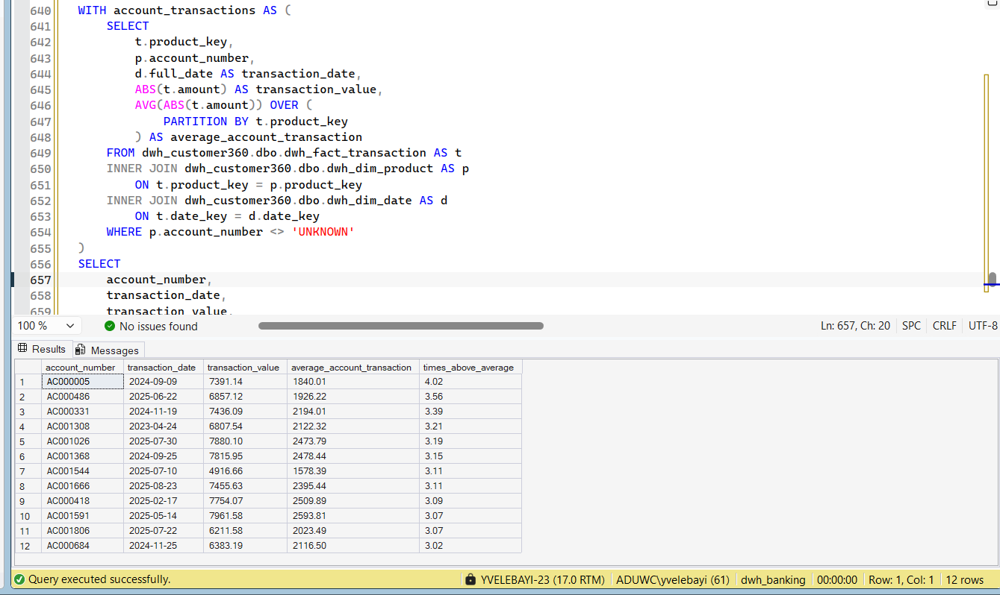 640 WITH account_transactions AS (
641 SELECT
642 t.product_key,
643 p.account_number,
644 d.full_date AS transaction_date,
645 ABS(t.amount) AS transaction_value,
646 AVG(ABS(t.amount)) OVER (
647 PARTITION BY t.product_key
648 ) AS average_account_transaction
649 FROM dwh_customer360.dbo.dwh_fact_transaction AS t
650 INNER JOIN dwh_customer360.dbo.dwh_dim_product AS p
651 ON t.product_key = p.product_key
652 INNER JOIN dwh_customer360.dbo.dwh_dim_date AS d
653 ON t.date_key = d.date_key
654 WHERE p.account_number <> 'UNKNOWN'
655 )
656 SELECT
657 account_number,
658 transaction_date,
659 transaction_value,
100 % No issues found Ln: 657, Ch: 20 SPC CRLF UTF-8
Results Messages
account_number transaction_date transaction_value average_account_transaction times_above_average
1 AC000005 2024-09-09 7391.14 1840.01 4.02
2 AC000486 2025-06-22 6857.12 1926.22 3.56
3 AC000331 2024-11-19 7436.09 2194.01 3.39
4 AC001308 2023-04-24 6807.54 2122.32 3.21
5 AC001026 2025-07-30 7880.10 2473.79 3.19
6 AC001368 2024-09-25 7815.95 2478.44 3.15
7 AC001544 2025-07-10 4916.66 1578.39 3.11
8 AC001666 2025-08-23 7455.63 2395.44 3.11
9 AC000418 2025-02-17 7754.07 2509.89 3.09
10 AC001591 2025-05-14 7961.58 2593.81 3.07
11 AC001806 2025-07-22 6211.58 2023.49 3.07
12 AC000684 2024-11-25 6383.19 2116.50 3.02
Query executed successfully. YVELEBAYI-23 (17.0 RTM) ADUWC\yvelebayi (61) dwh_banking 00:00:00 Row: 1, Col: 1 12 rows